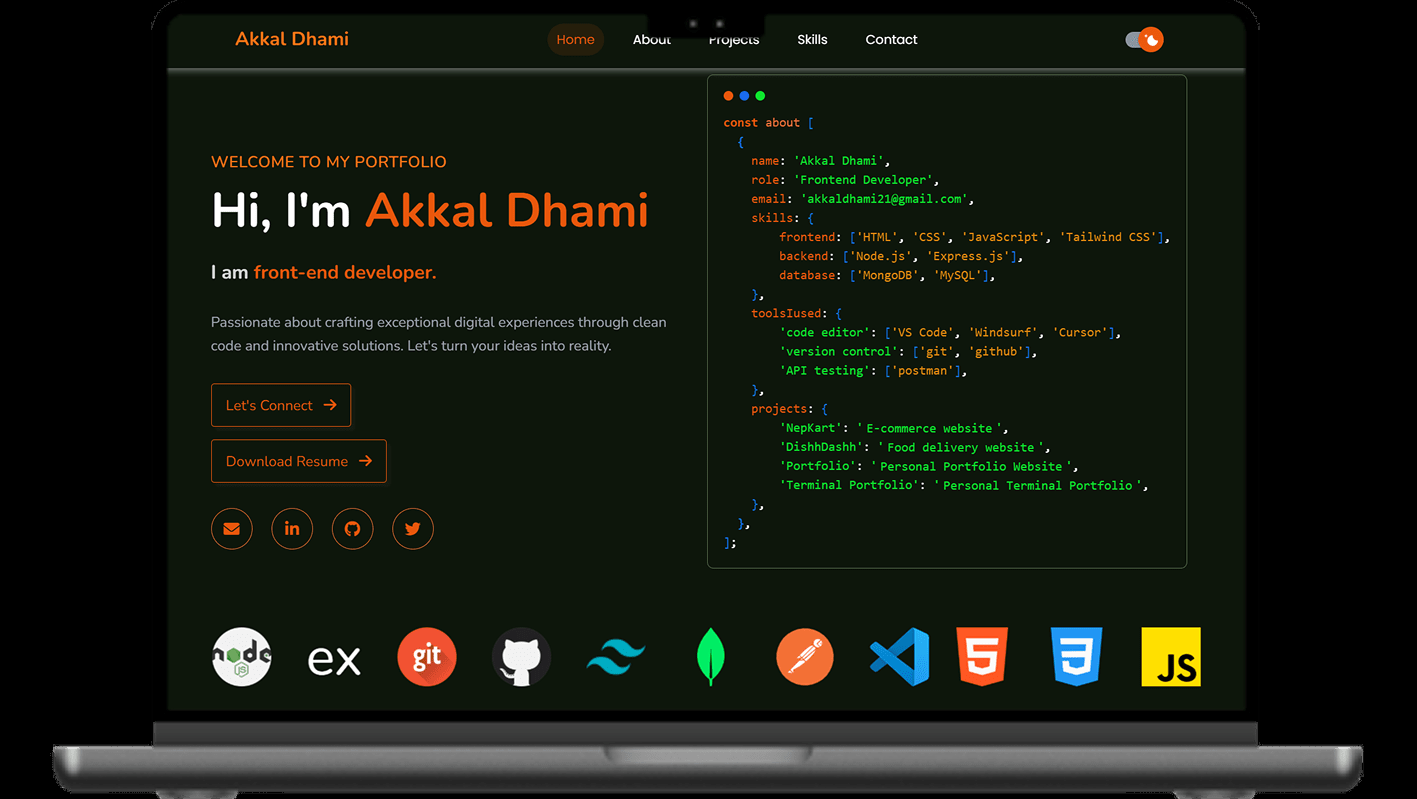 Akkal Dhami
Home About Projects Skills Contact
WELCOME TO MY PORTFOLIO
Hi, I'm Akkal Dhami
I am front-end developer.
Passionate about crafting exceptional digital experiences through clean
code and innovative solutions. Let's turn your ideas into reality.
Let's Connect
Download Resume
const about [
{
name: 'Akkal Dhami',
role: 'Frontend Developer',
email: 'akkaldhami21@gmail.com',
skills: {
frontend: ['HTML', 'CSS', 'JavaScript', 'Tailwind CSS'],
backend: ['Node.js', 'Express.js'],
database: ['MongoDB', 'MySQL'],
},
toolsIused: {
'code editor': ['VS Code', 'Windsurf', 'Cursor'],
'version control': ['git', 'github'],
'API testing': ['postman'],
},
projects: {
'NepKart': ' E-commerce website ',
'DishhDashh': ' Food delivery website ',
'Portfolio': ' Personal Portfolio Website ',
'Terminal Portfolio': ' Personal Terminal Portfolio ',
},
},
];
node JS ex git 5 3 JS